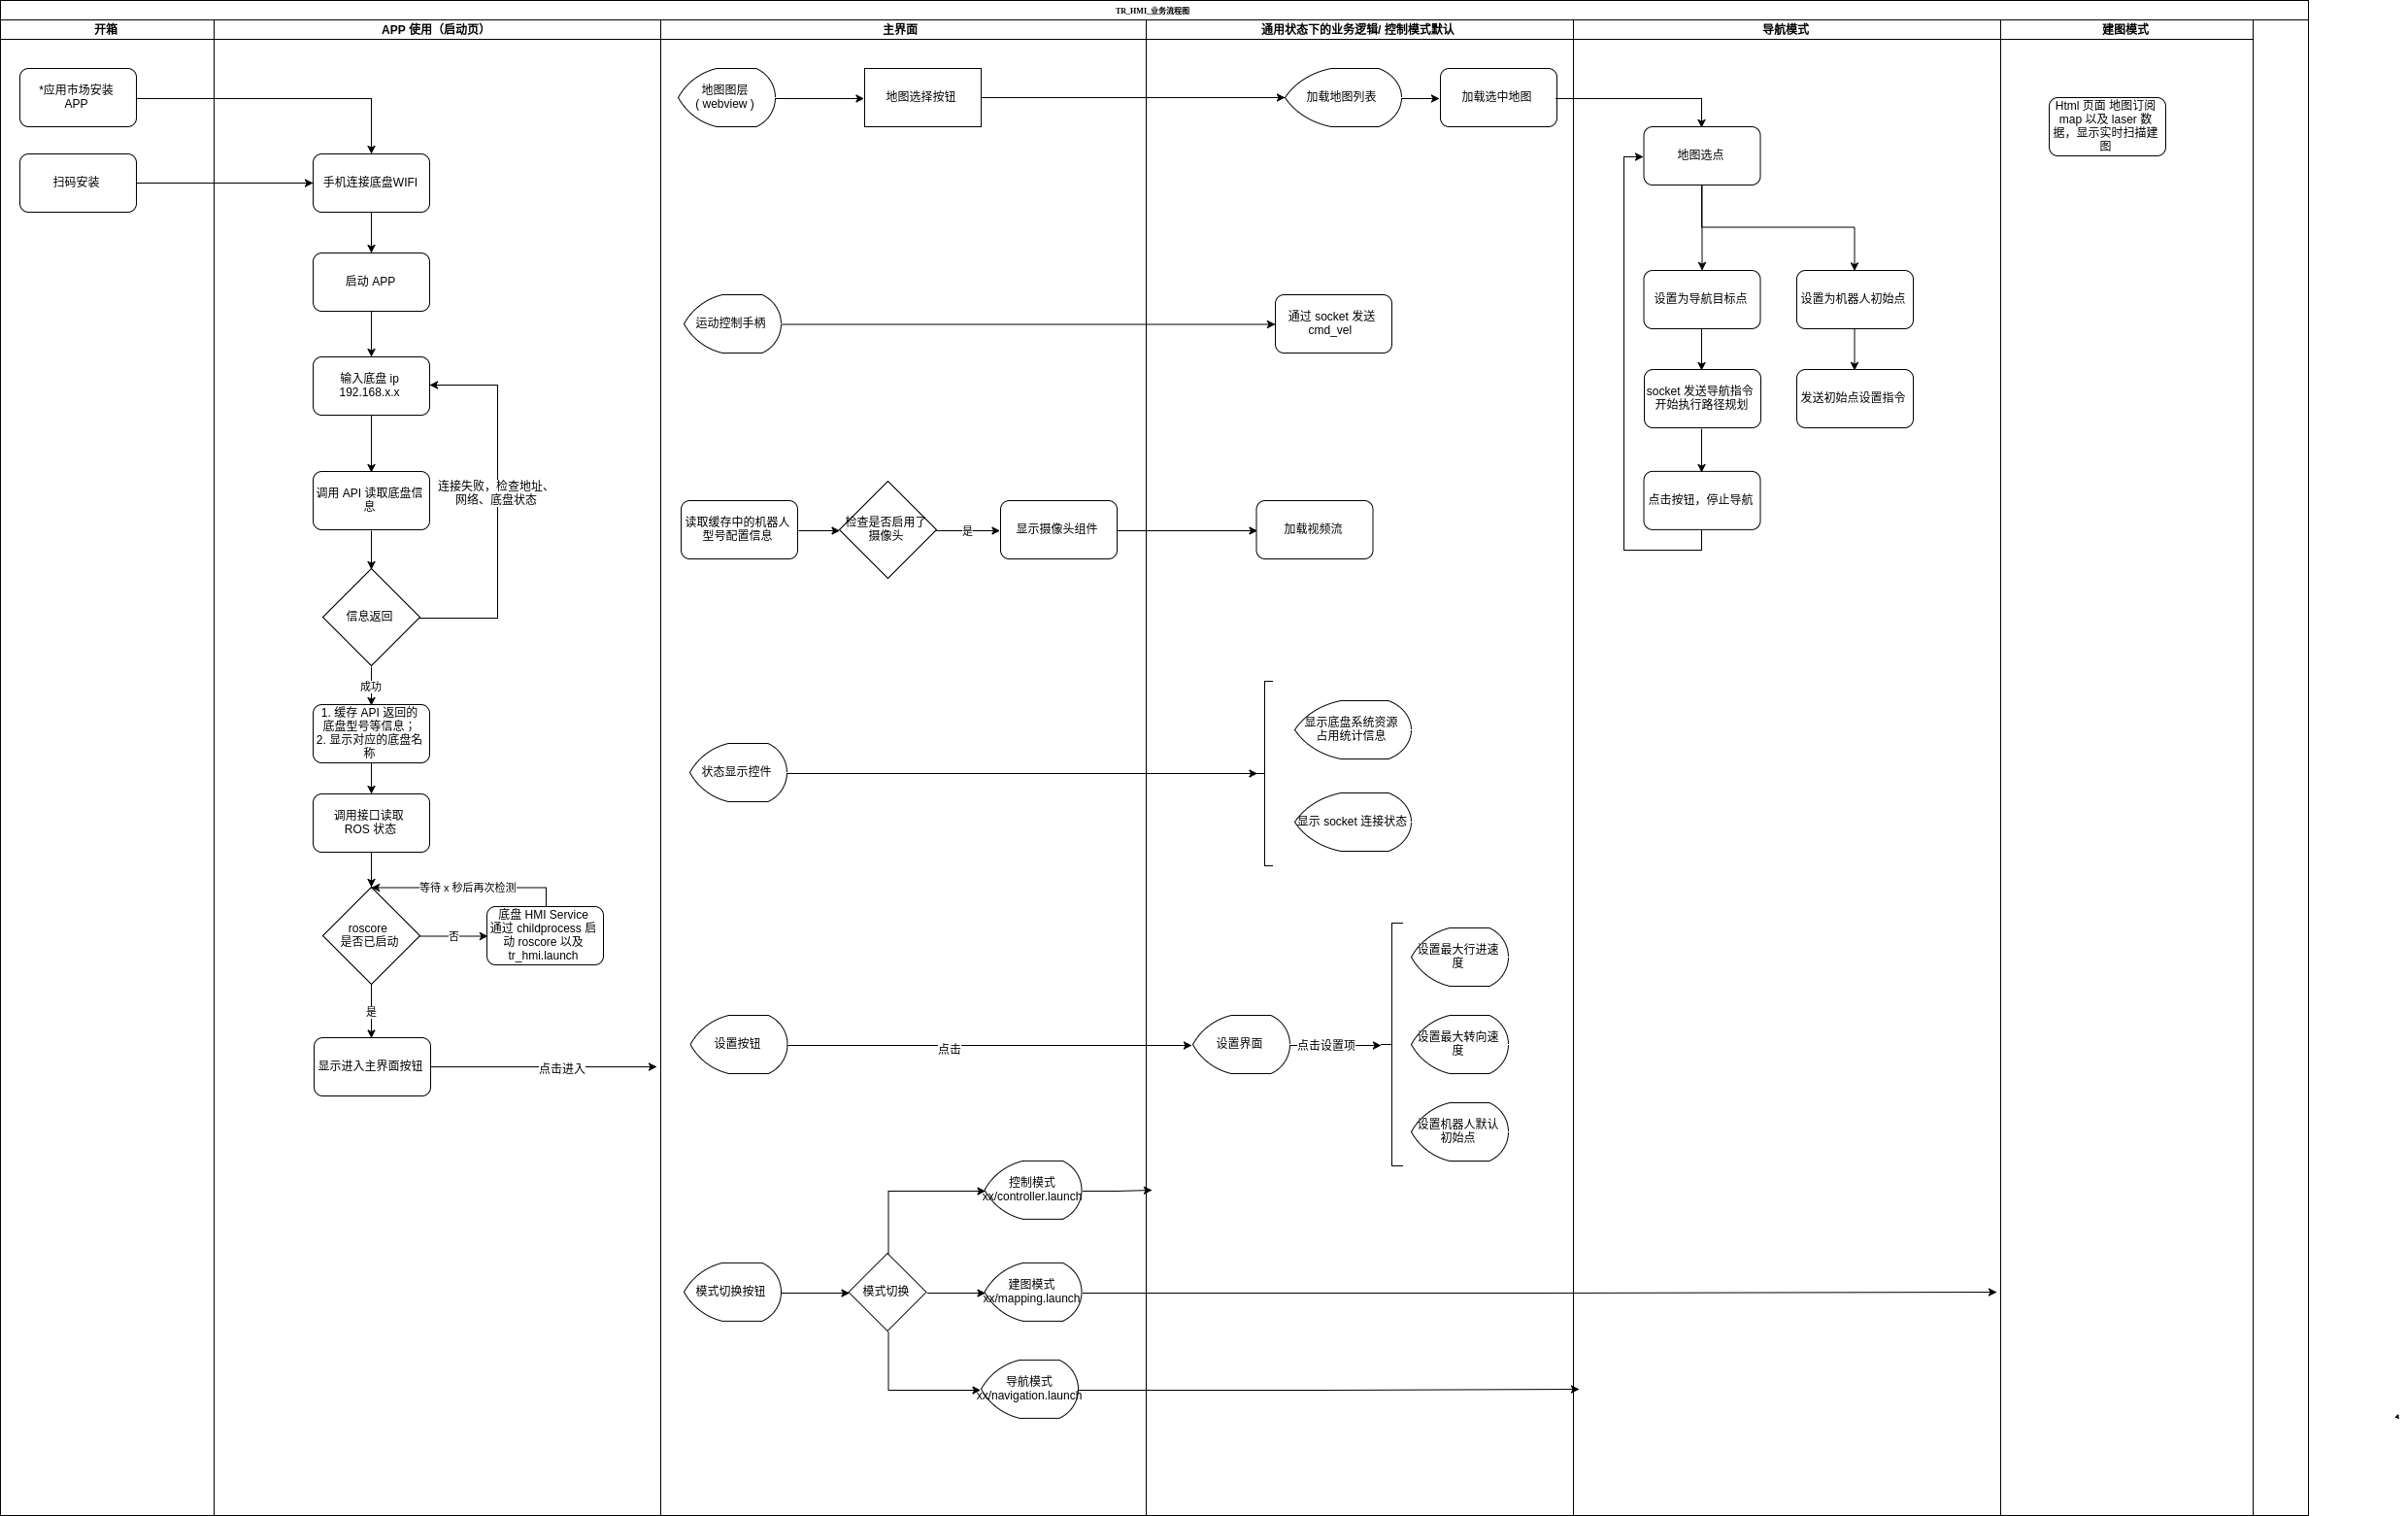 TR_HMI_业务流程图
开箱
APP 使用（启动页）
主界面
通用状态下的业务逻辑/ 控制模式默认
导航模式
建图模式
*应用市场安装
APP
扫码安装
手机连接底盘WIFI
启动 APP
输入底盘 ip
192.168.x.x
调用 API 读取底盘信
息
连接失败，检查地址、
网络、底盘状态
信息返回
成功
1. 缓存 API 返回的
底盘型号等信息；
2. 显示对应的底盘名
称
调用接口读取
ROS 状态
等待 x 秒后再次检测
roscore
是否已启动
否
底盘 HMI Service
通过 childprocess 启
动 roscore 以及
tr_hmi.launch
是
显示进入主界面按钮
点击进入
地图图层
( webview )
地图选择按钮
加载地图列表
加载选中地图
运动控制手柄
通过 socket 发送
cmd_vel
读取缓存中的机器人
型号配置信息
检查是否启用了
摄像头
是
显示摄像头组件
加载视频流
状态显示控件
显示底盘系统资源
占用统计信息
显示 socket 连接状态
设置按钮
点击
设置界面
点击设置项
设置最大行进速
度
设置最大转向速
度
设置机器人默认
初始点
模式切换按钮
模式切换
控制模式
xx/controller.launch
建图模式
xx/mapping.launch
导航模式
xx/navigation.launch
地图选点
设置为导航目标点
设置为机器人初始点
socket 发送导航指令
开始执行路径规划
发送初始点设置指令
点击按钮，停止导航
Html 页面 地图订阅
map 以及 laser 数
据，显示实时扫描建
图